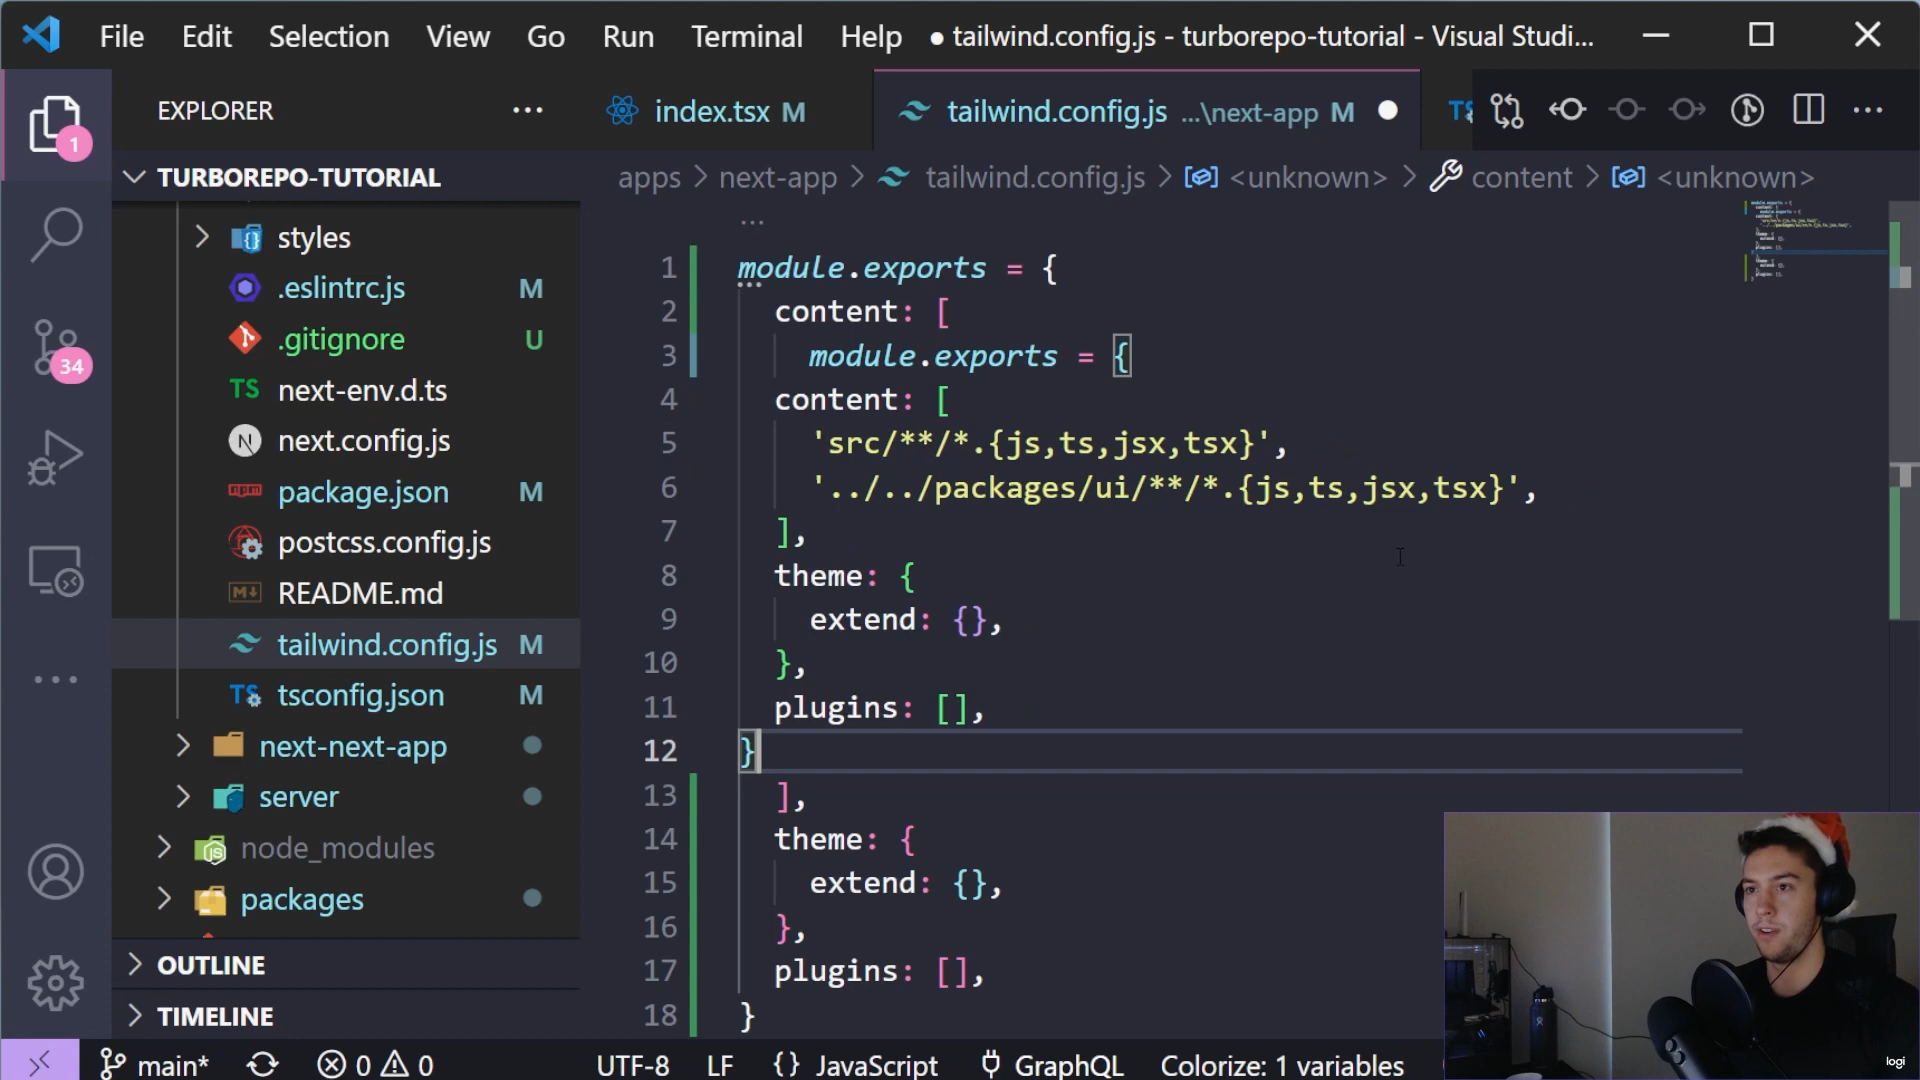 File Edit Selection View Go Run Terminal Help ● tailwind.config.js - turborepo-tutorial - Visual Studi...
EXPLORER ...
index.tsx M
tailwind.config.js ...\next-app M
TS
1
TURBOREPO-TUTORIAL
apps > next-app > tailwind.config.js > <unknown> > content > <unknown>
styles
.eslintrc.js M
.gitignore U
34
TS next-env.d.ts
N next.config.js
package.json M
postcss.config.js
README.md
tailwind.config.js M
TS tsconfig.json M
next-next-app
server
node_modules
packages
OUTLINE
TIMELINE
...
1 module.exports = {
2 content: [
3 module.exports = {
4 content: [
5 'src/**/*.{js,ts,jsx,tsx}',
6 '../../packages/ui/**/*.{js,ts,jsx,tsx}',
7 ],
8 theme: {
9 extend: {},
10 },
11 plugins: [],
12 }
13 ],
14 theme: {
15 extend: {},
16 },
17 plugins: [],
18 }
main* 0 0 UTF-8 LF {} JavaScript GraphQL Colorize: 1 variables
logi